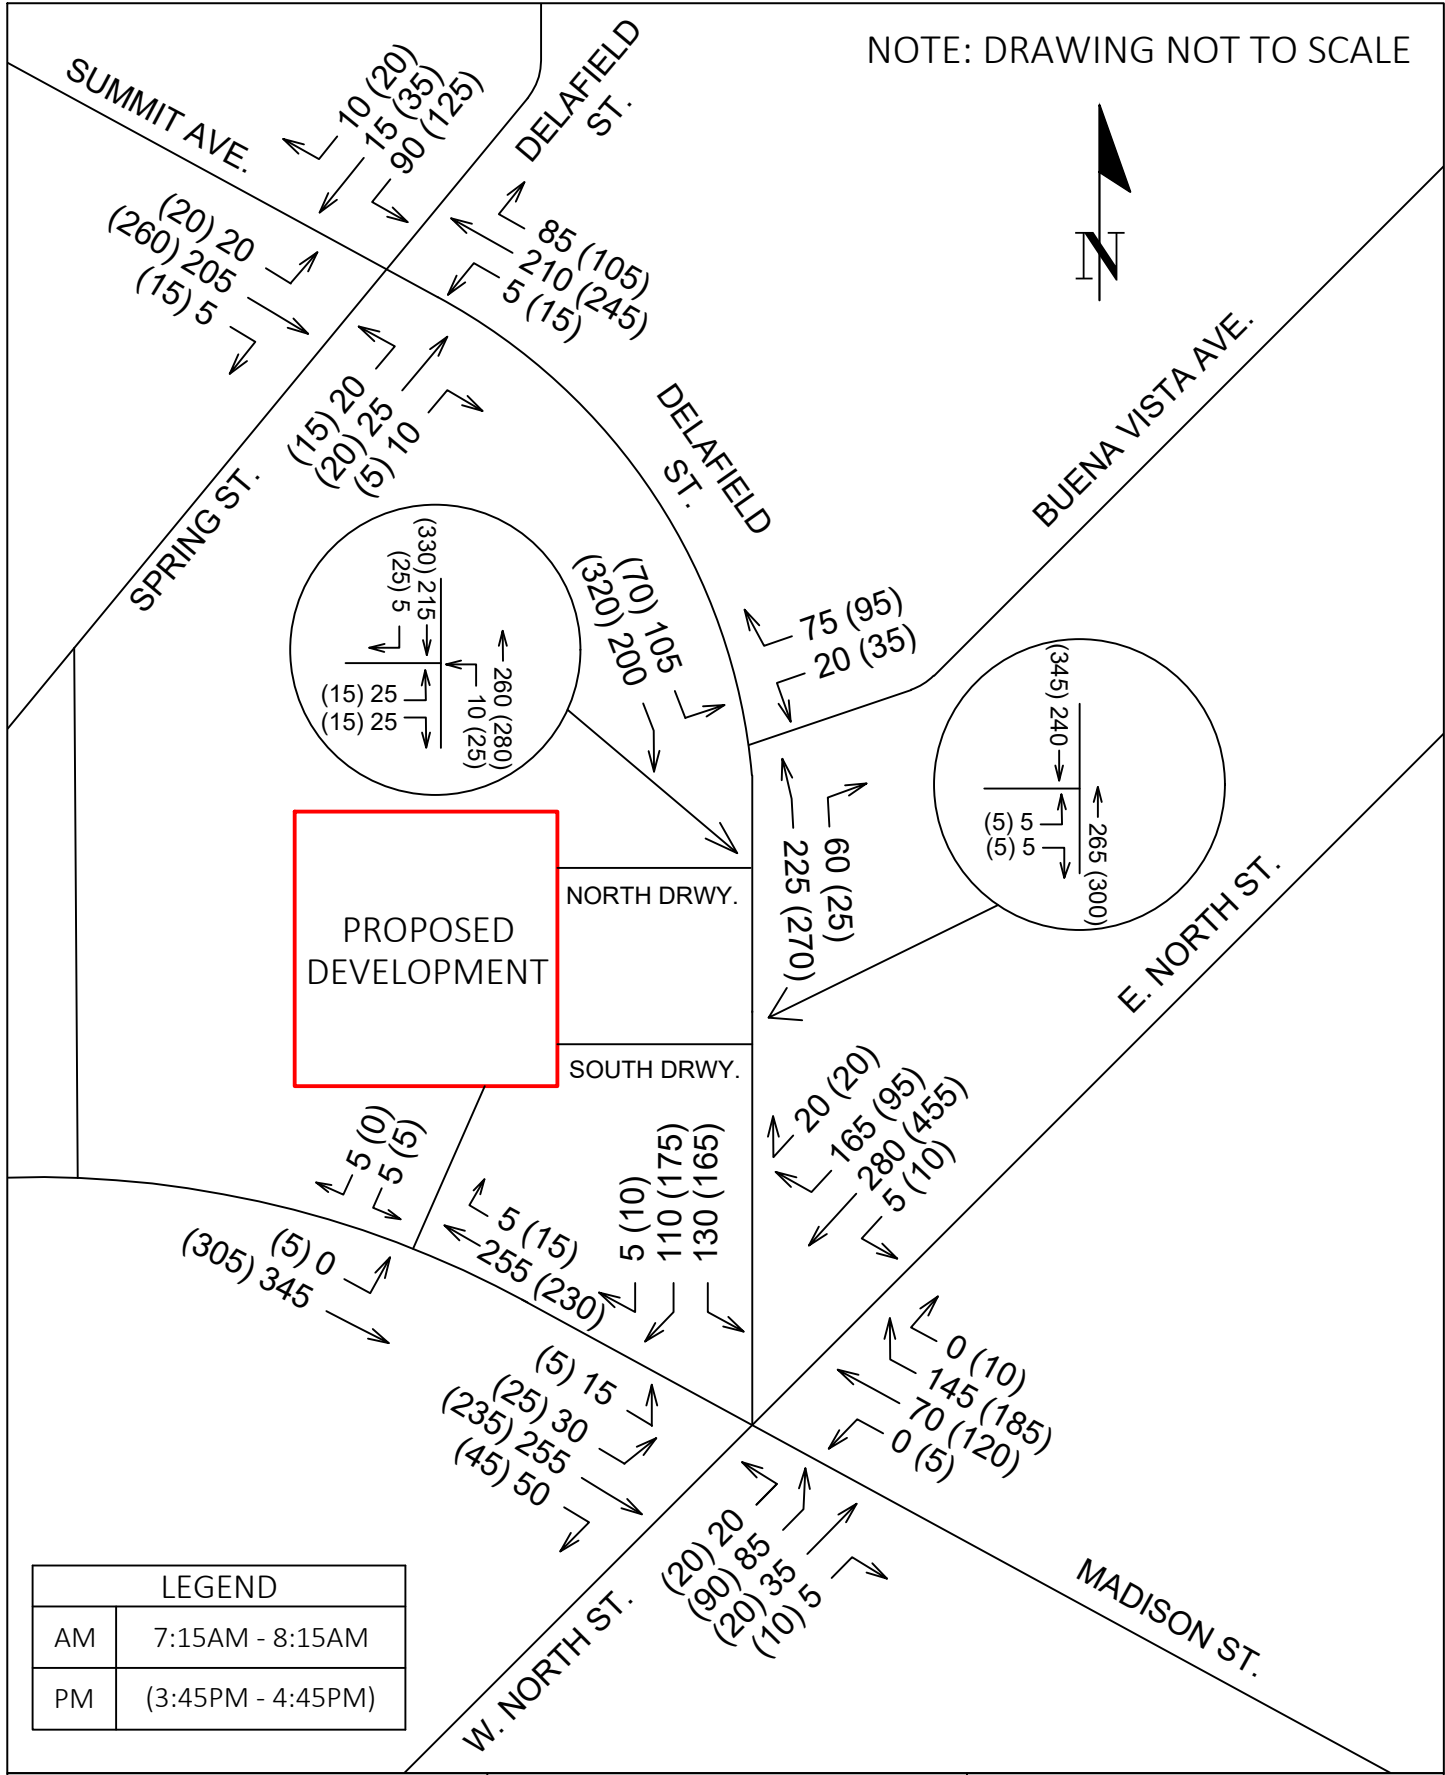 NOTE: DRAWING NOT TO SCALE
N
SUMMIT AVE.
DELAFIELD
ST.
10 (20)
15 (35)
90 (125)
(20) 20
(260) 205
(15) 5
85 (105)
210 (245)
5 (15)
(15) 20
(20) 25
(5) 10
SPRING ST.
DELAFIELD
ST.
BUENA VISTA AVE.
(330) 215
(25) 5
260 (280)
10 (25)
(15) 25
(15) 25
(70) 105
(320) 200
75 (95)
20 (35)
(345) 240
265 (300)
(5) 5
(5) 5
60 (25)
225 (270)
NORTH DRWY.
PROPOSED
DEVELOPMENT
SOUTH DRWY.
E. NORTH ST.
20 (20)
165 (95)
280 (455)
5 (10)
5 (0)
5 (5)
5 (15)
255 (230)
(5) 0
(305) 345
5 (10)
110 (175)
130 (165)
(5) 15
(25) 30
(235) 255
(45) 50
0 (10)
145 (185)
70 (120)
0 (5)
(20) 20
(90) 85
(20) 35
(10) 5
MADISON ST.
W. NORTH ST.
LEGEND
AM 7:15AM - 8:15AM
PM (3:45PM - 4:45PM)